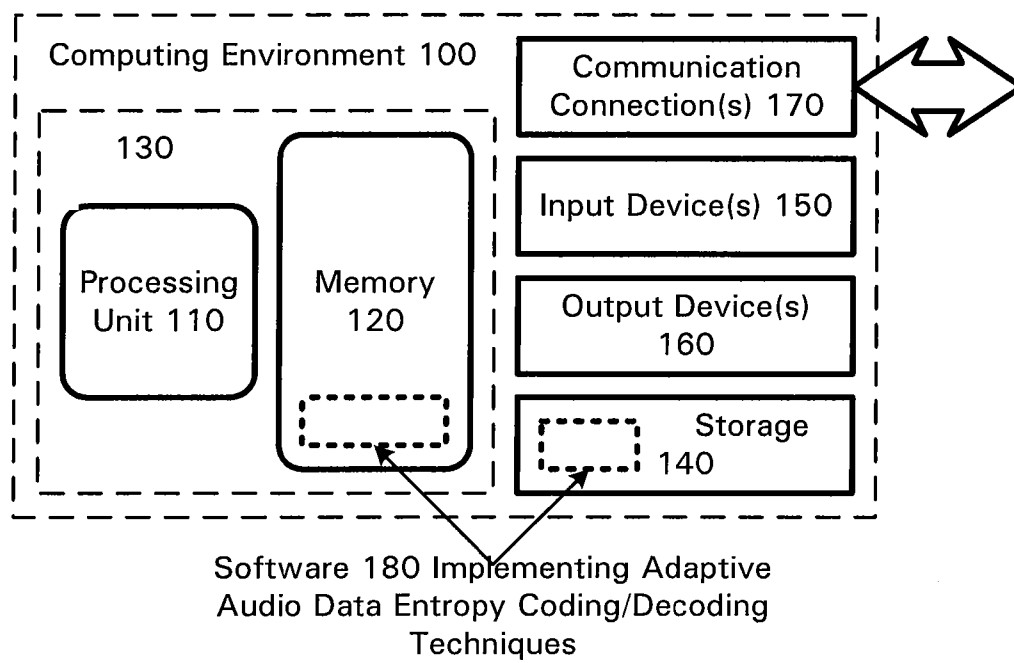 Computing Environment 100
130
Processing
Unit 110
Memory
120
Communication
Connection(s) 170
Input Device(s) 150
Output Device(s)
160
Storage
140
Software 180 Implementing Adaptive
Audio Data Entropy Coding/Decoding
Techniques